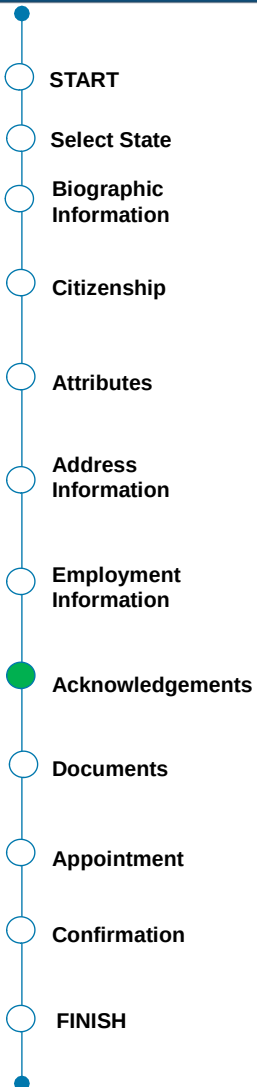 START
Select State
Biographic
Information
Citizenship
Attributes
Address
Information
Employment
Information
Acknowledgements
Documents
Appointment
Confirmation
FINISH